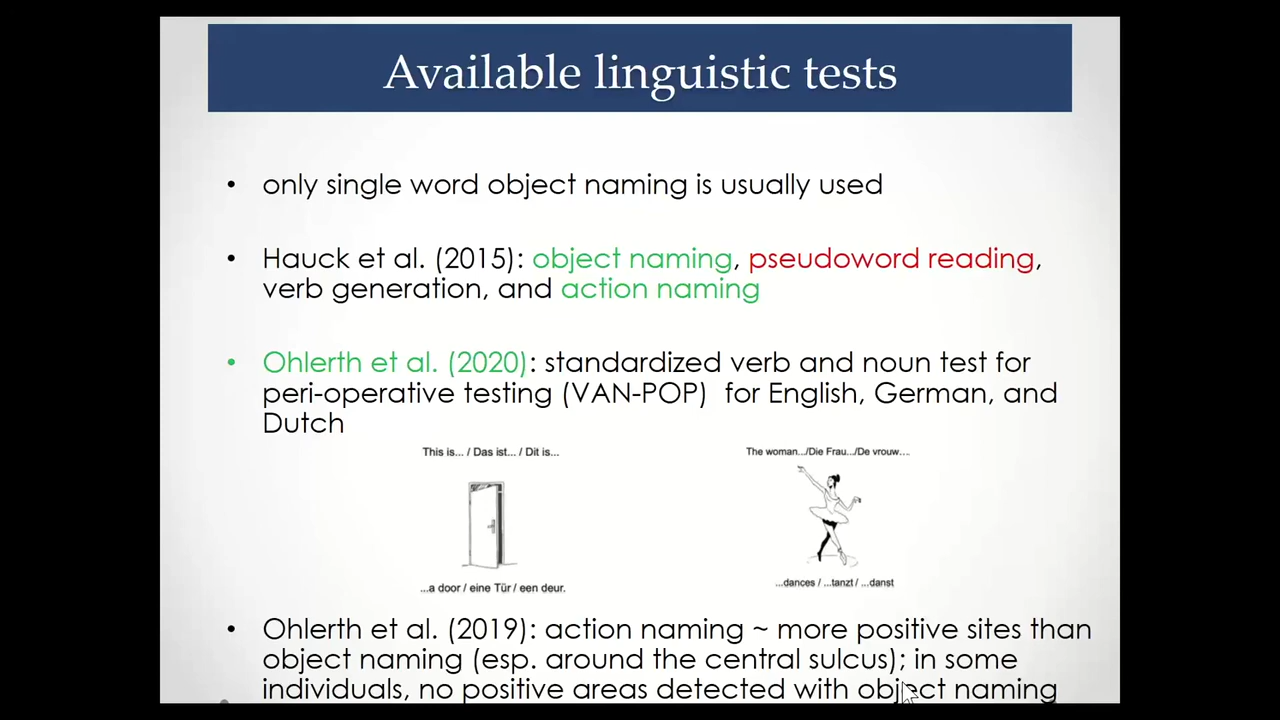 Available linguistic tests
• only single word object naming is usually used
• Hauck et al. (2015): object naming, pseudoword reading,
verb generation, and action naming
• Ohlerth et al. (2020): standardized verb and noun test for
peri-operative testing (VAN-POP) for English, German, and
Dutch
This is... / Das ist... / Dit is...
...a door / eine Tür / een deur.
The woman.../Die Frau.../De vrouw....
...dances / ...tanzt / ...danst
• Ohlerth et al. (2019): action naming ~ more positive sites than
object naming (esp. around the central sulcus); in some
individuals, no positive areas detected with object naming